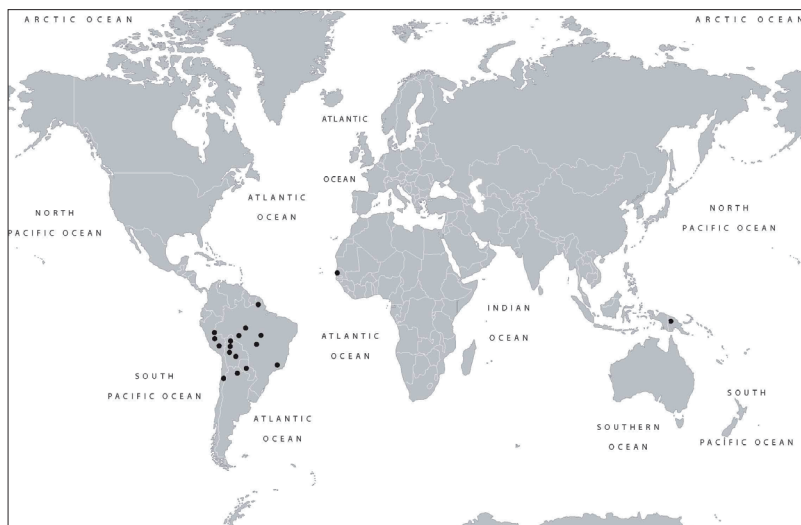 ARCTIC OCEAN
ARCTIC OCEAN
ATLANTIC
OCEAN
ATLANTIC
OCEAN
NORTH
PACIFIC OCEAN
NORTH
PACIFIC OCEAN
INDIAN
OCEAN
ATLANTIC
OCEAN
SOUTH
PACIFIC OCEAN
ATLANTIC
OCEAN
SOUTHERN
OCEAN
SOUTH
PACIFIC OCEAN